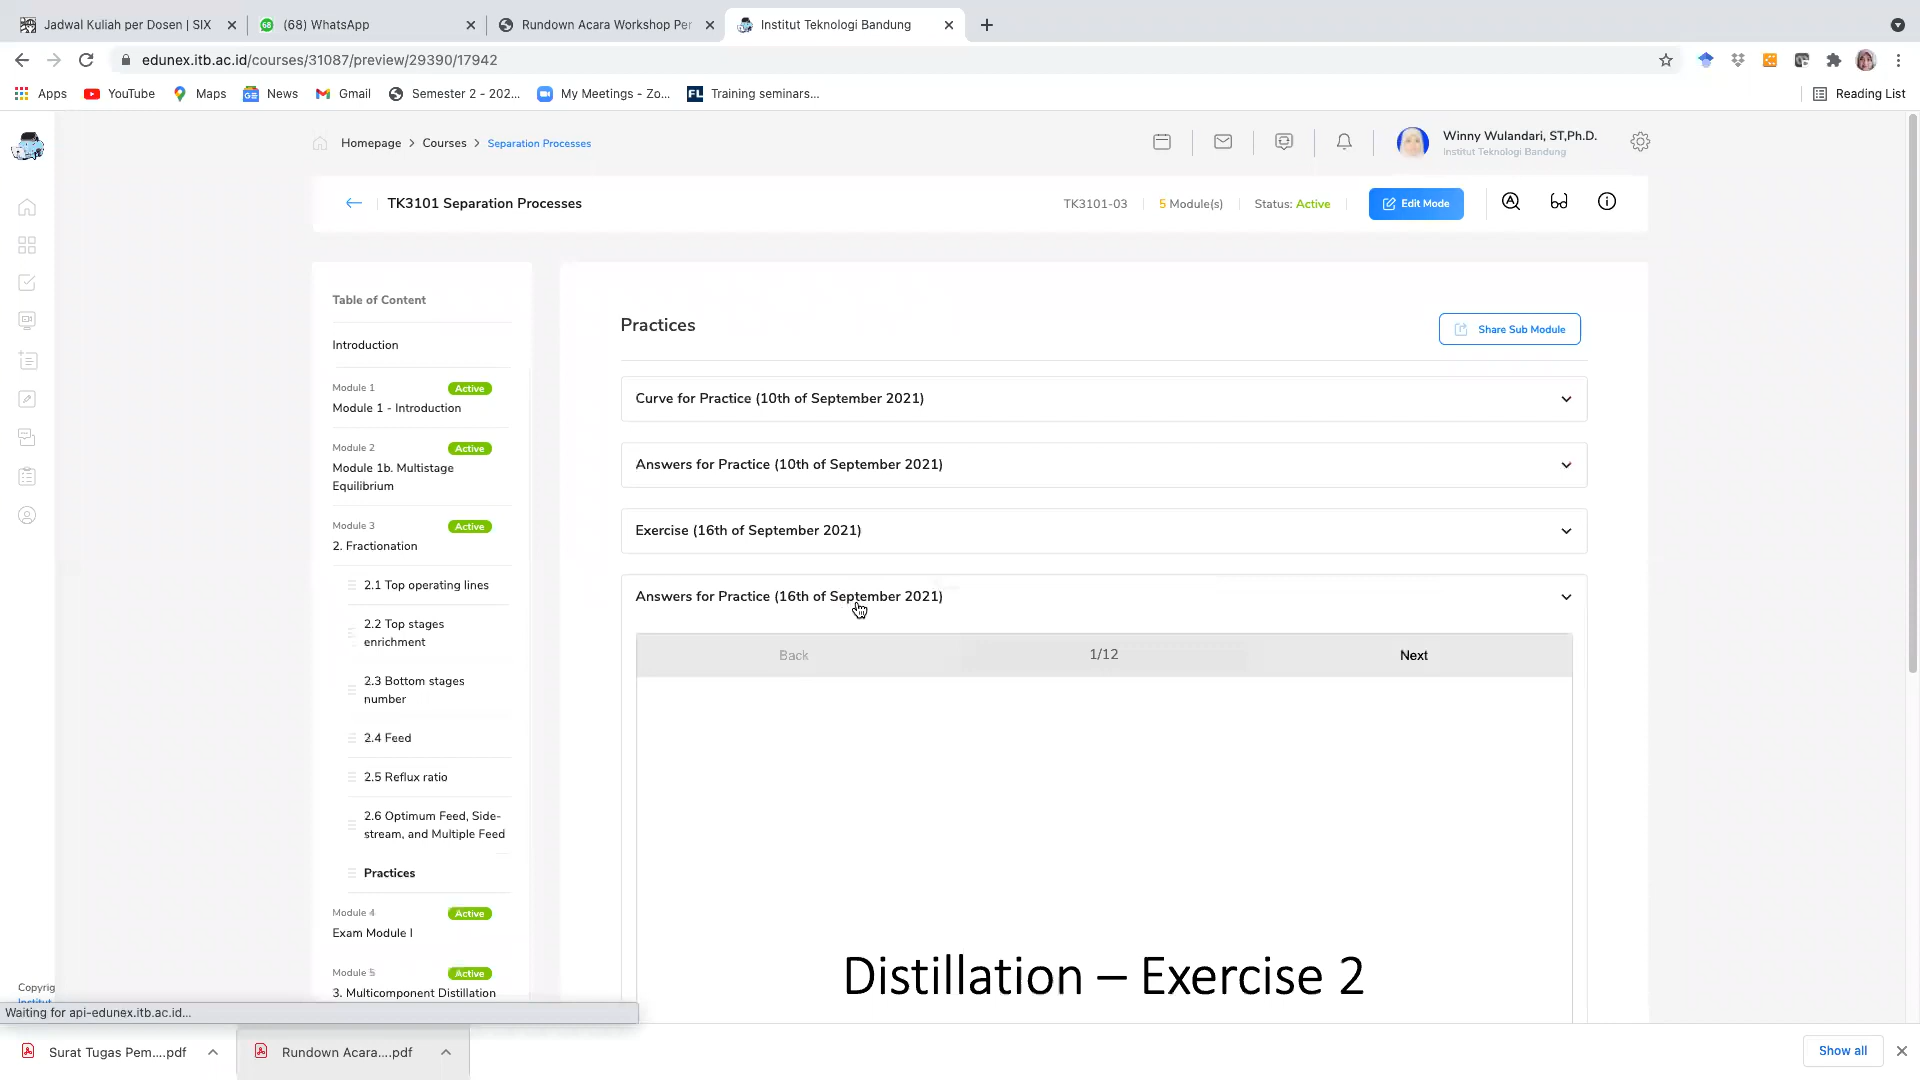 Jadwal Kuliah per Dosen | SIX
(68) WhatsApp
Rundown Acara Workshop Per
Institut Teknologi Bandung
edunex.itb.ac.id/courses/31087/preview/29390/17942
Apps
YouTube
Maps
News
Gmail
Semester 2 - 202...
My Meetings - Zo...
FL
Training seminars...
Reading List
Homepage > Courses > Separation Processes
Winny Wulandari, ST,Ph.D.
Institut Teknologi Bandung
TK3101 Separation Processes
TK3101-03
5 Module(s)
Status: Active
Edit Mode
Table of Content
Introduction
Module 1
Active
Module 1 - Introduction
Module 2
Active
Module 1b. Multistage
Equilibrium
Module 3
Active
2. Fractionation
2.1 Top operating lines
2.2 Top stages
enrichment
2.3 Bottom stages
number
2.4 Feed
2.5 Reflux ratio
2.6 Optimum Feed, Side-
stream, and Multiple Feed
Practices
Module 4
Active
Exam Module I
Module 5
Active
3. Multicomponent Distillation
Practices
Share Sub Module
Curve for Practice (10th of September 2021)
Answers for Practice (10th of September 2021)
Exercise (16th of September 2021)
Answers for Practice (16th of September 2021)
Back
1/12
Next
Distillation – Exercise 2
Copyrig
Institut
Waiting for api-edunex.itb.ac.id...
Surat Tugas Pem....pdf
Rundown Acara....pdf
Show all